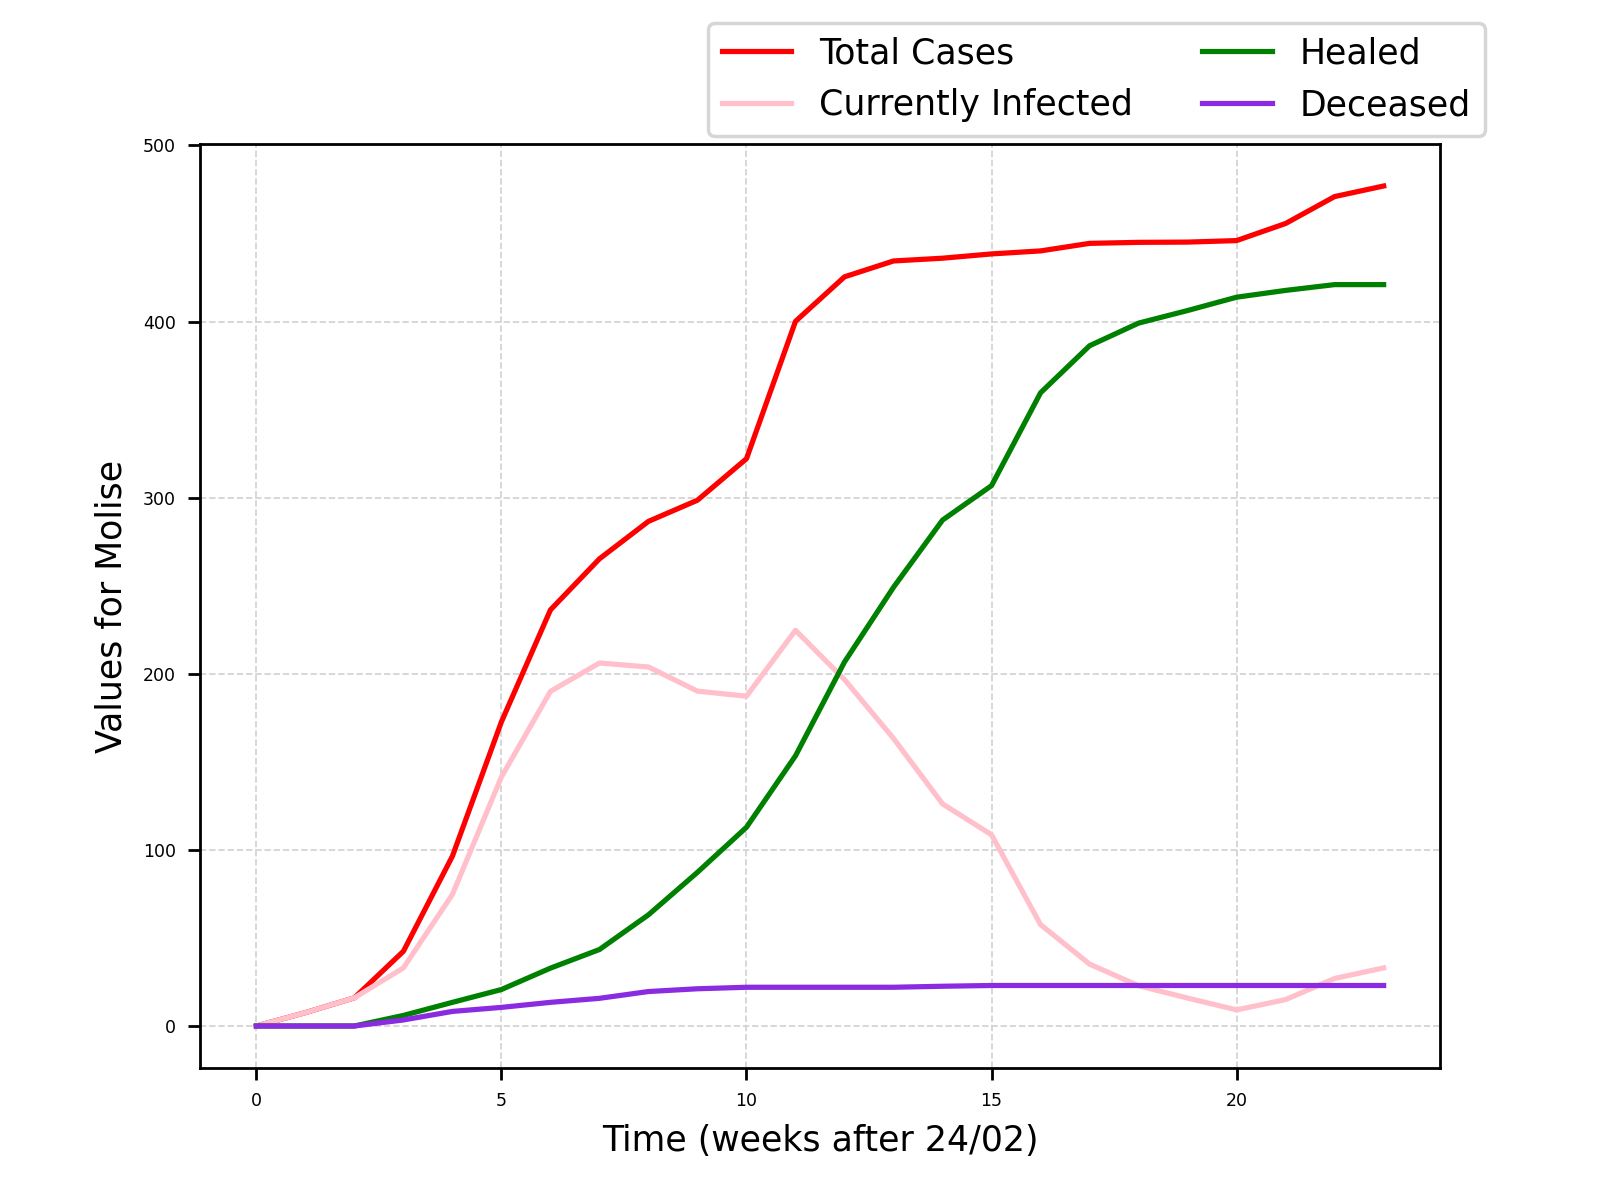 Total Cases
Currently Infected
Healed
Deceased
500
400
300
200
100
0
Values for Molise
0 5 10 15 20
Time (weeks after 24/02)